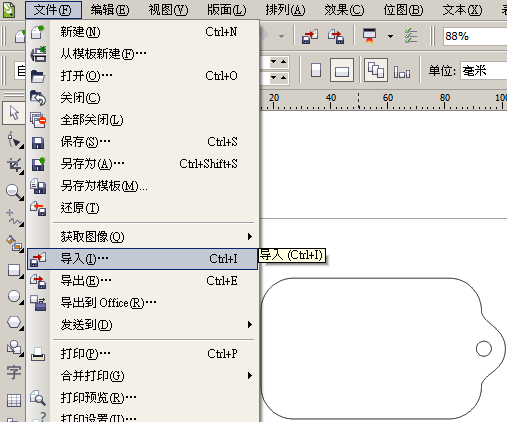 文件(F) 编辑(E) 视图(V) 版面(L) 排列(A) 效果(C) 位图(B) 文本(X)
新建(N) Ctrl+N
88%
从模板新建(F)…
打开(O)… Ctrl+O
单位: 毫米
关闭(C)
全部关闭(L)
20 40 60 80 100
保存(S)… Ctrl+S
另存为(A)… Ctrl+Shift+S
另存为模板(M)...
还原(T)
获取图像(Q)
导入(I)… Ctrl+I
导入 (Ctrl+I)
导出(E)… Ctrl+E
导出到 Office(R)…
发送到(D)
打印(P)… Ctrl+P
字
合并打印(G)
打印预览(R)…
打印设置(U)…